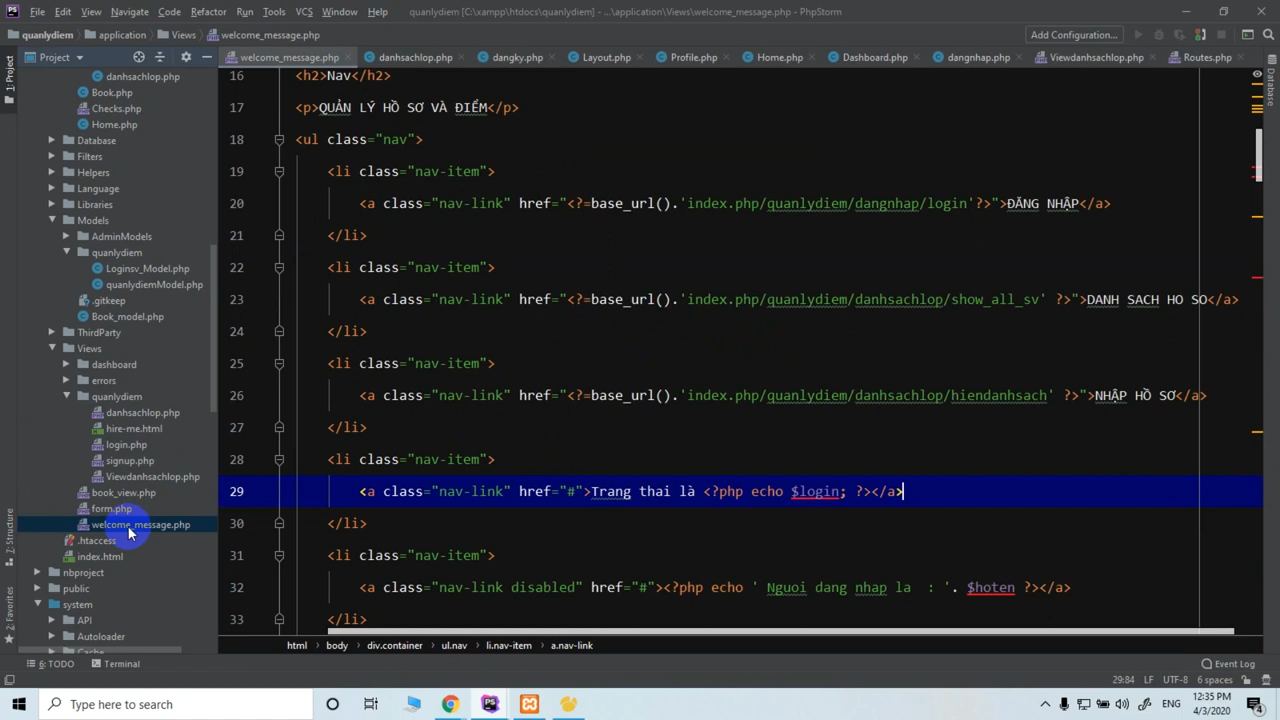 File Edit View Navigate Code Refactor Run Tools VCS Window Help quanlydiem [C:\xampp\htdocs\quanlydiem] - ...\application\Views\welcome_message.php - PhpStorm
quanlydiem application Views welcome_message.php Add Configuration...
Project welcome_message.php danhsachlop.php dangky.php Layout.php Profile.php Home.php Dashboard.php dangnhap.php Viewdanhsachlop.php Routes.php
1: Project
7: Structure
2: Favorites
Database
danhsachlop.php
Book.php
Checks.php
Home.php
Database
Filters
Helpers
Language
Libraries
Models
AdminModels
quanlydiem
Loginsv_Model.php
quanlydiemModel.php
.gitkeep
Book_model.php
ThirdParty
Views
dashboard
errors
quanlydiem
danhsachlop.php
hire-me.html
login.php
signup.php
Viewdanhsachlop.php
book_view.php
form.php
welcome_message.php
.htaccess
index.html
nbproject
public
system
API
Autoloader
Cache
16 <h2>Nav</h2>
17 <p>QUẢN LÝ HỒ SƠ VÀ ĐIỂM</p>
18 <ul class="nav">
19 <li class="nav-item">
20 <a class="nav-link" href="<?=base_url().'index.php/quanlydiem/dangnhap/login'?>">ĐĂNG NHẬP</a>
21 </li>
22 <li class="nav-item">
23 <a class="nav-link" href="<?=base_url().'index.php/quanlydiem/danhsachlop/show_all_sv' ?>">DANH SACH HO SO</a>
24 </li>
25 <li class="nav-item">
26 <a class="nav-link" href="<?=base_url().'index.php/quanlydiem/danhsachlop/hiendanhsach' ?>">NHẬP HỒ SƠ</a>
27 </li>
28 <li class="nav-item">
29 <a class="nav-link" href="#">Trang thai là <?php echo $login; ?></a>
30 </li>
31 <li class="nav-item">
32 <a class="nav-link disabled" href="#"><?php echo ' Nguoi dang nhap la : '. $hoten ?></a>
33 </li>
html body div.container ul.nav li.nav-item a.nav-link
6: TODO Terminal Event Log
29:84 LF UTF-8 6 spaces
Type here to search
ENG
12:35 PM
4/3/2020
4